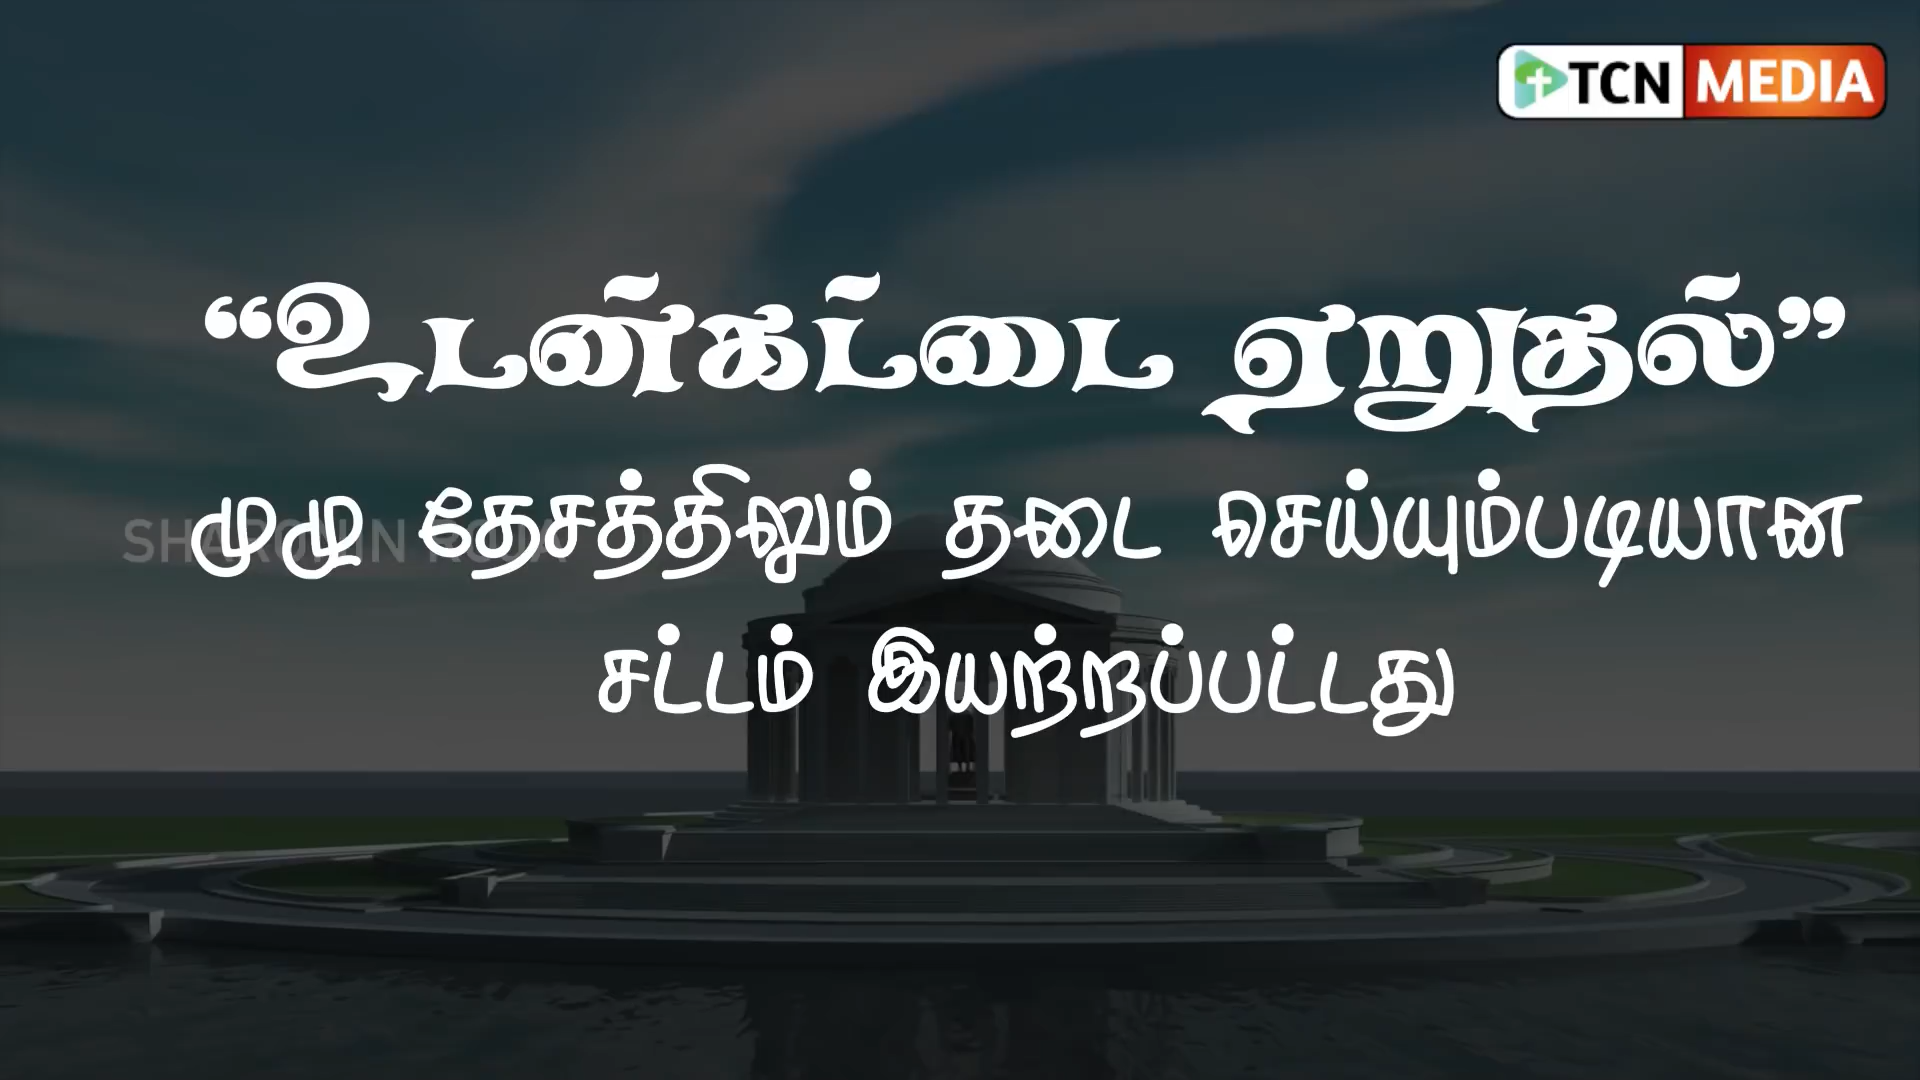 TCN MEDIA
“உடன்கட்டை ஏறுதல்”
முழு தேசத்திலும் தடை செய்யும்படியான
சட்டம் இயற்றப்பட்டது